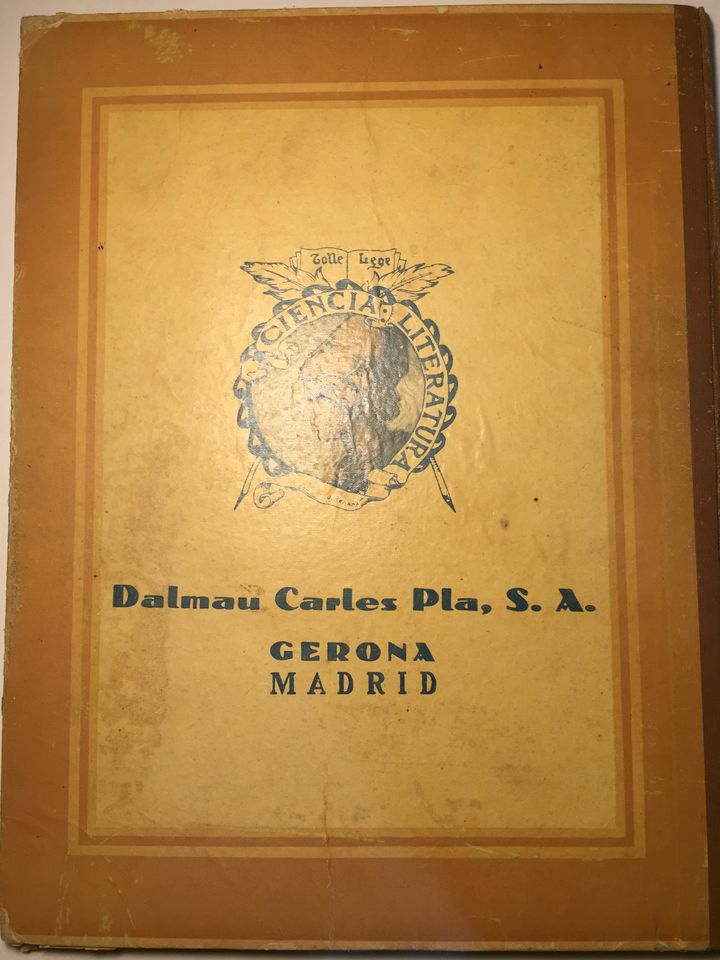 Tolle Lege
CIENCIA: LITERATURA
Dalmau Carles Pla, S. A.
GERONA
MADRID